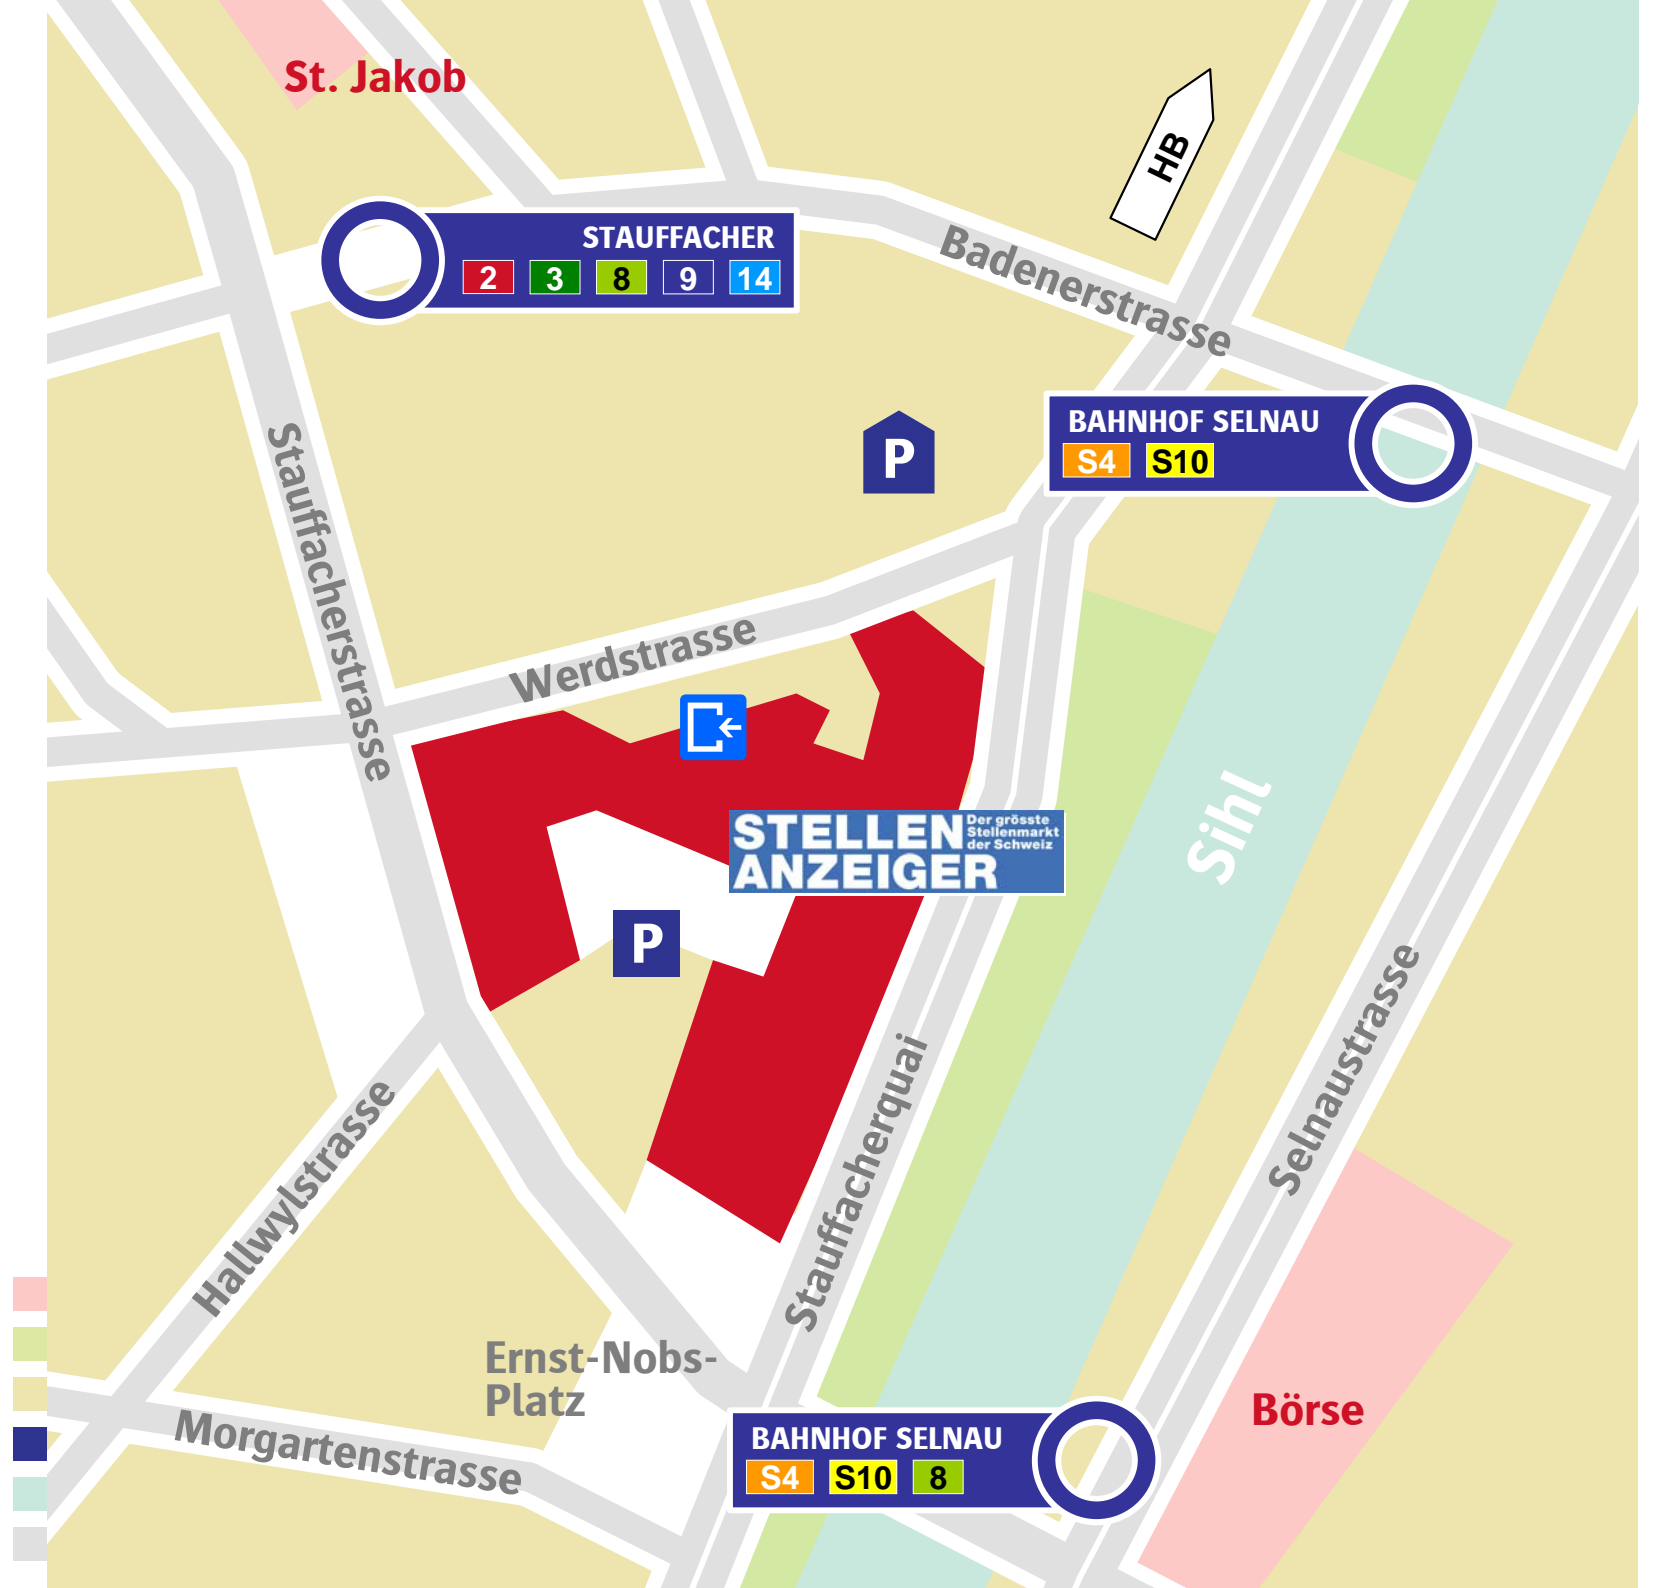 St. Jakob
HB
STAUFFACHER
2 3 8 9 14
Badenerstrasse
BAHNHOF SELNAU
S4 S10
P
Stauffacherstrasse
Werdstrasse
STELLEN
ANZEIGER
Der grösste
Stellenmarkt
der Schweiz
Sihl
P
Selnaustrasse
Stauffacherquai
Hallwylstrasse
Ernst-Nobs-
Platz
Börse
Morgartenstrasse
BAHNHOF SELNAU
S4 S10 8